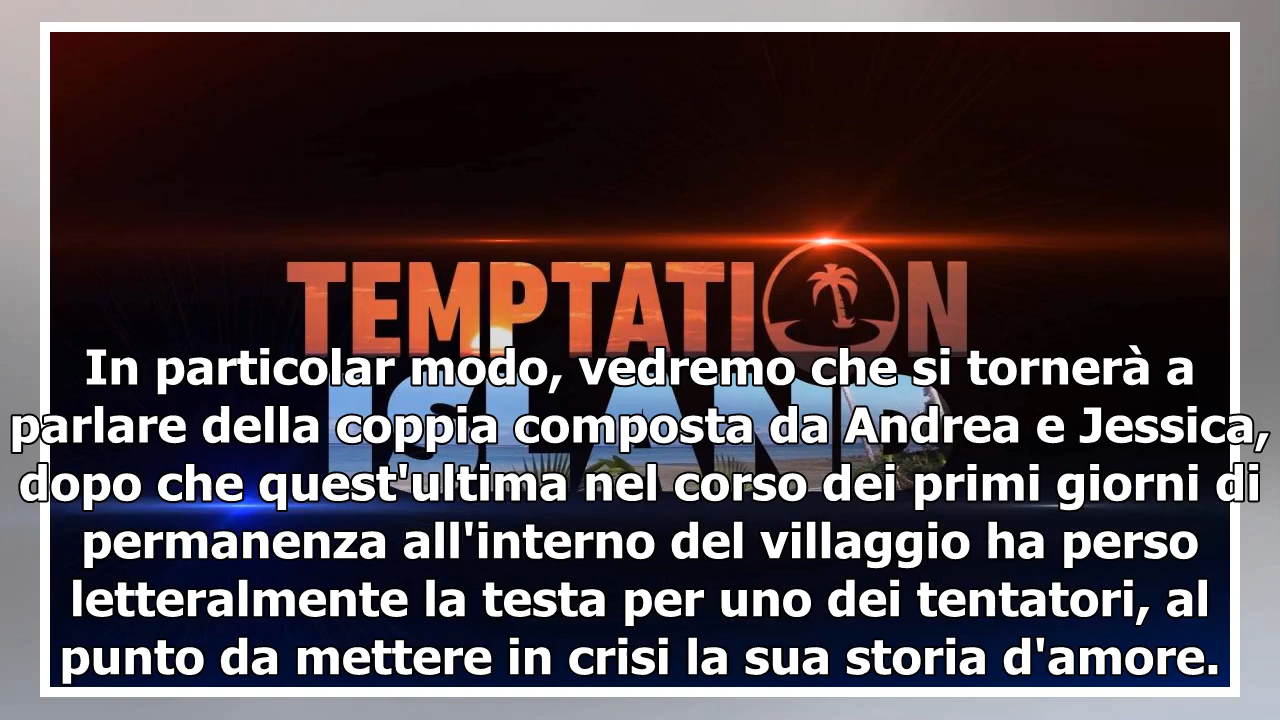 TEMPTATION
ISLAND
In particolar modo, vedremo che si tornerà a
parlare della coppia composta da Andrea e Jessica,
dopo che quest'ultima nel corso dei primi giorni di
permanenza all'interno del villaggio ha perso
letteralmente la testa per uno dei tentatori, al
punto da mettere in crisi la sua storia d'amore.